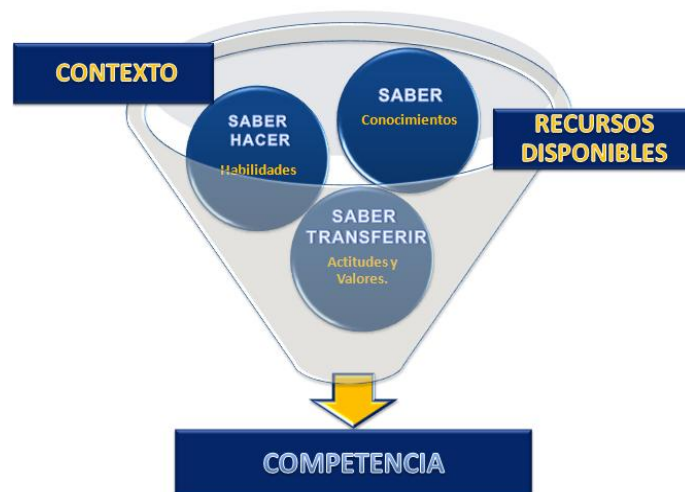 CONTEXTO
SABER
Conocimientos
SABER
HACER
Habilidades
RECURSOS
DISPONIBLES
SABER
TRANSFERIR
Actitudes y
Valores.
COMPETENCIA